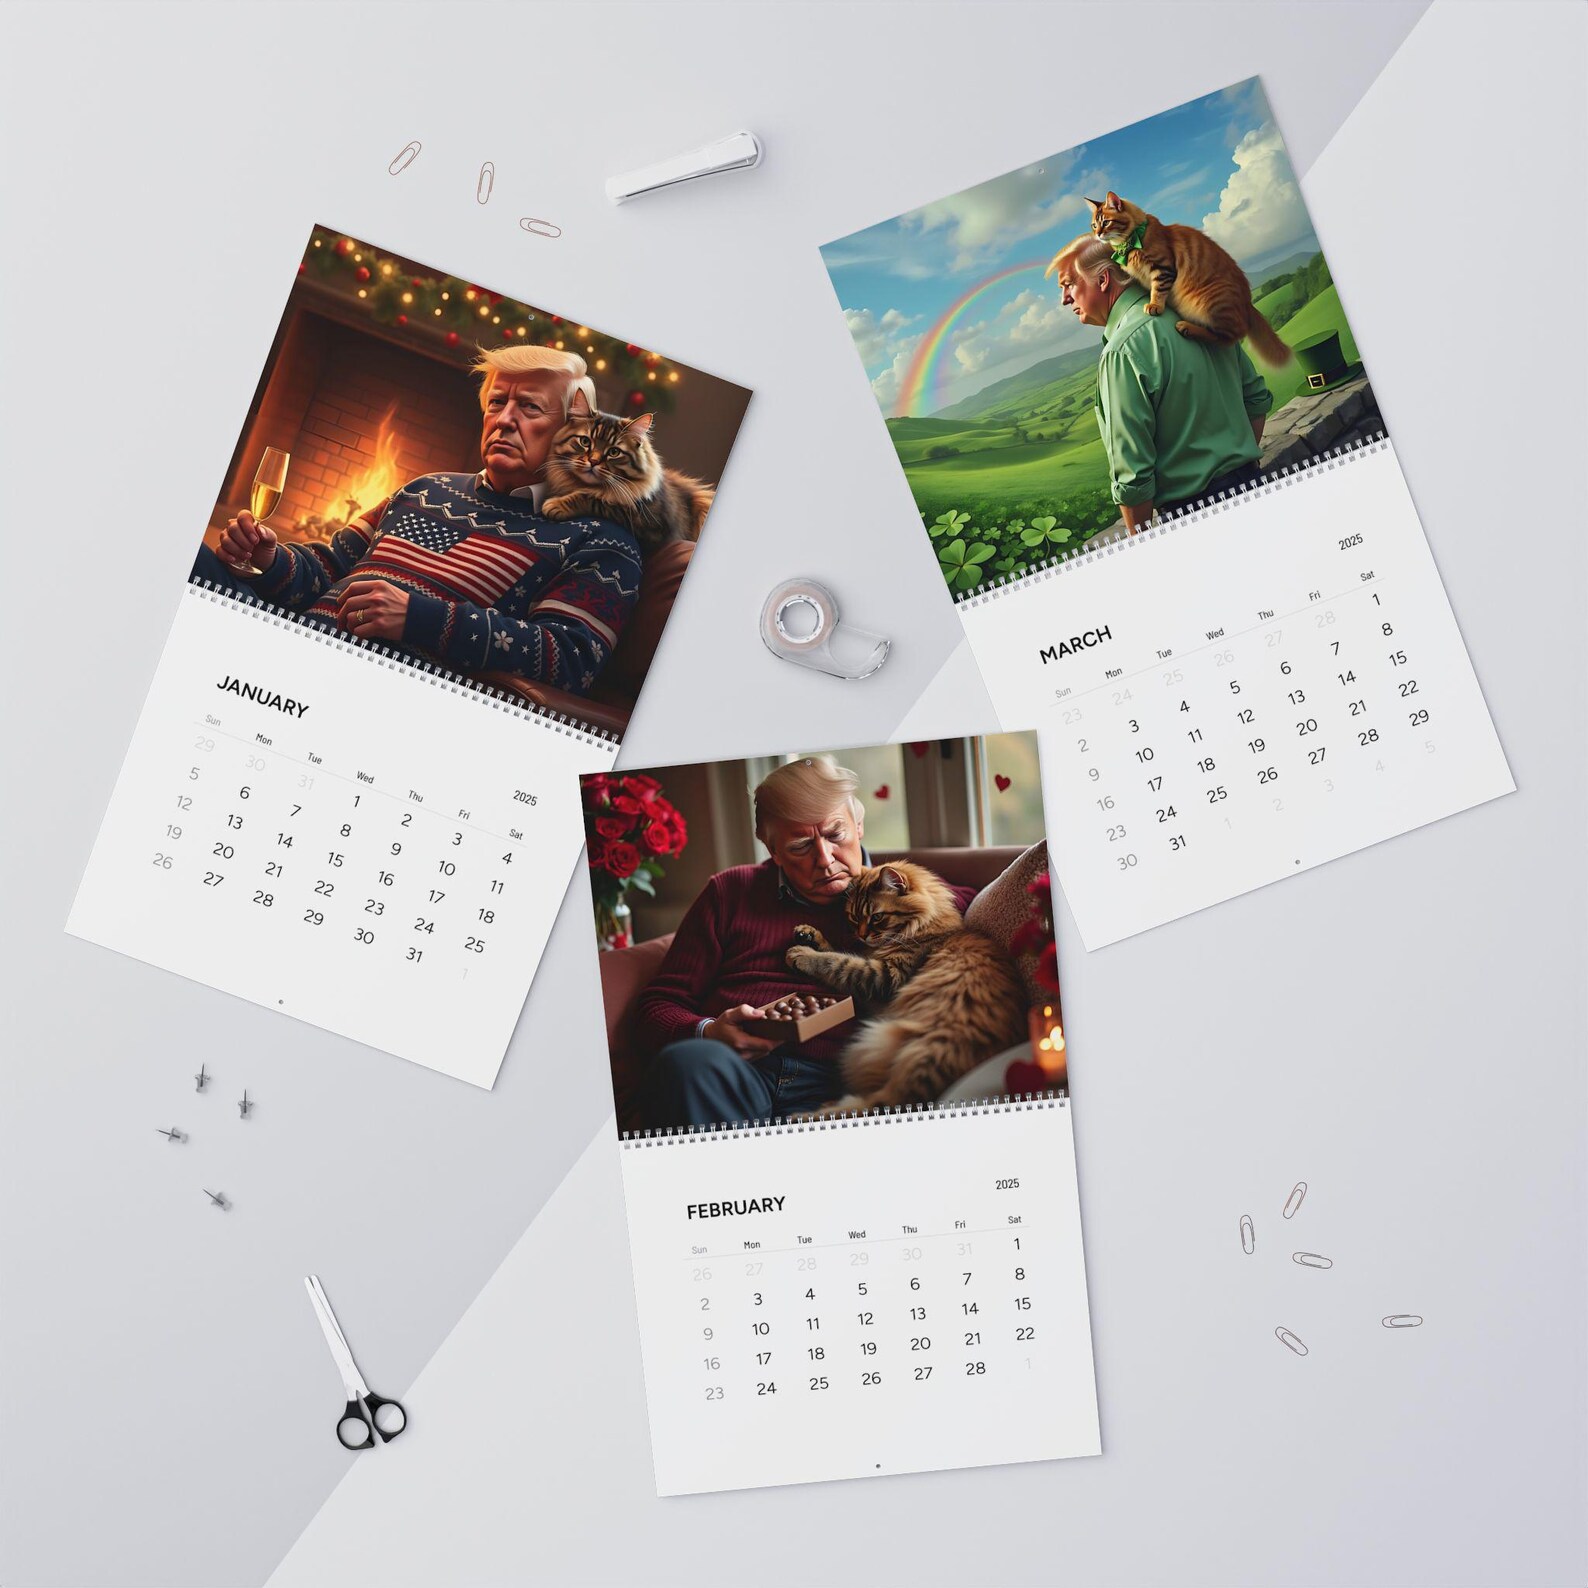 JANUARY 2025
Sun Mon Tue Wed Thu Fri Sat
29 30 31 1 2 3 4
5 6 7 8 9 10 11
12 13 14 15 16 17 18
19 20 21 22 23 24 25
26 27 28 29 30 31 1
MARCH 2025
Sun Mon Tue Wed Thu Fri Sat
23 24 25 26 27 28 1
2 3 4 5 6 7 8
9 10 11 12 13 14 15
16 17 18 19 20 21 22
23 24 25 26 27 28 29
30 31 1 2 3 4 5
FEBRUARY 2025
Sun Mon Tue Wed Thu Fri Sat
26 27 28 29 30 31 1
2 3 4 5 6 7 8
9 10 11 12 13 14 15
16 17 18 19 20 21 22
23 24 25 26 27 28 1